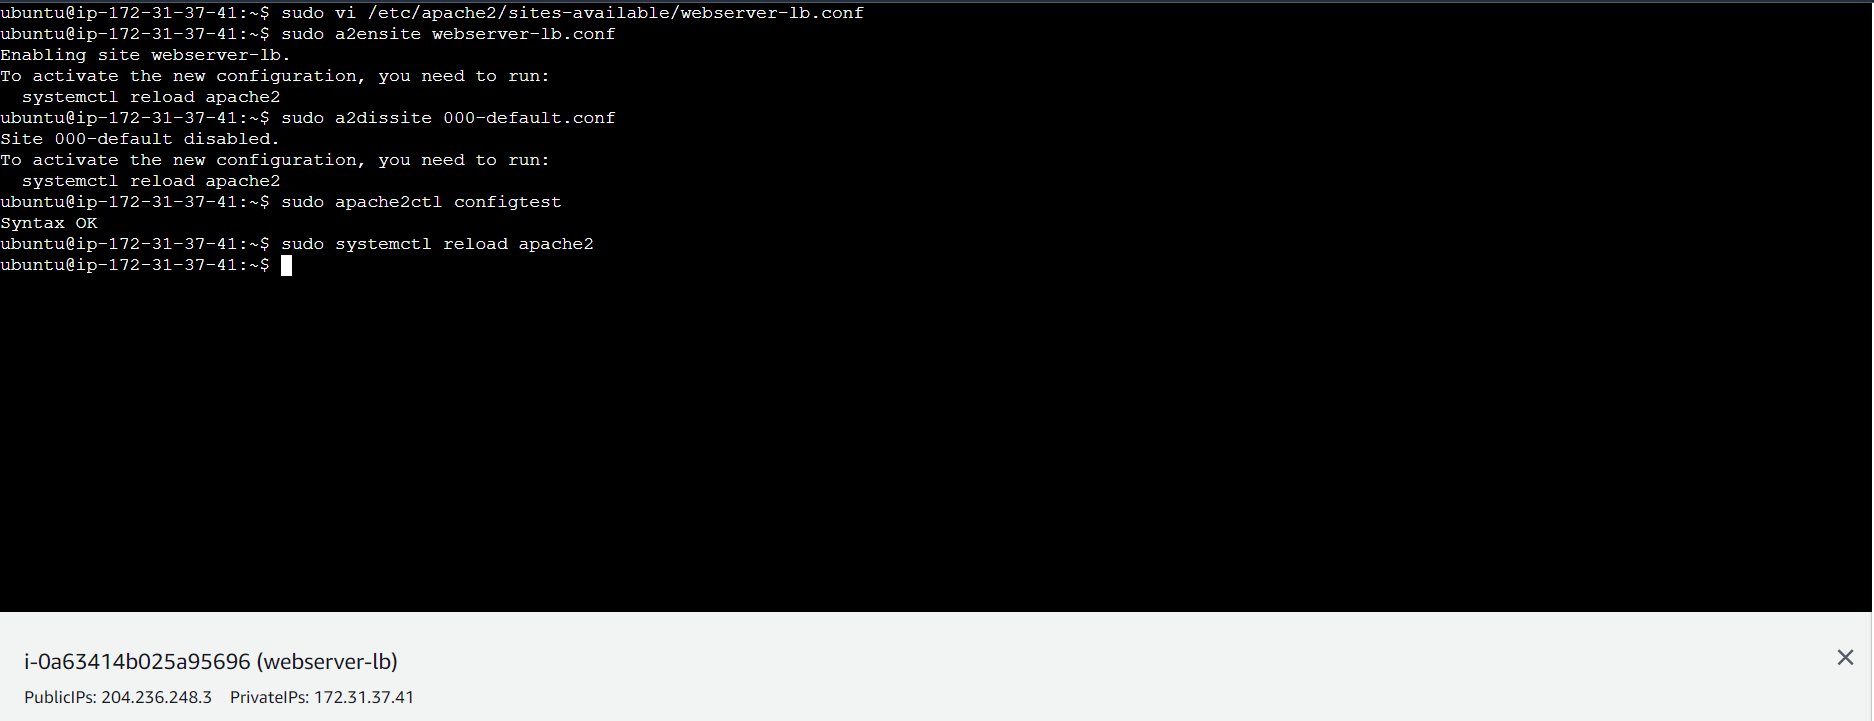 ubuntu@ip-172-31-37-41:~$ sudo vi /etc/apache2/sites-available/webserver-lb.conf
ubuntu@ip-172-31-37-41:~$ sudo a2ensite webserver-lb.conf
Enabling site webserver-lb.
To activate the new configuration, you need to run:
  systemctl reload apache2
ubuntu@ip-172-31-37-41:~$ sudo a2dissite 000-default.conf
Site 000-default disabled.
To activate the new configuration, you need to run:
  systemctl reload apache2
ubuntu@ip-172-31-37-41:~$ sudo apache2ctl configtest
Syntax OK
ubuntu@ip-172-31-37-41:~$ sudo systemctl reload apache2
ubuntu@ip-172-31-37-41:~$
i-0a63414b025a95696 (webserver-lb)
PublicIPs: 204.236.248.3 PrivateIPs: 172.31.37.41